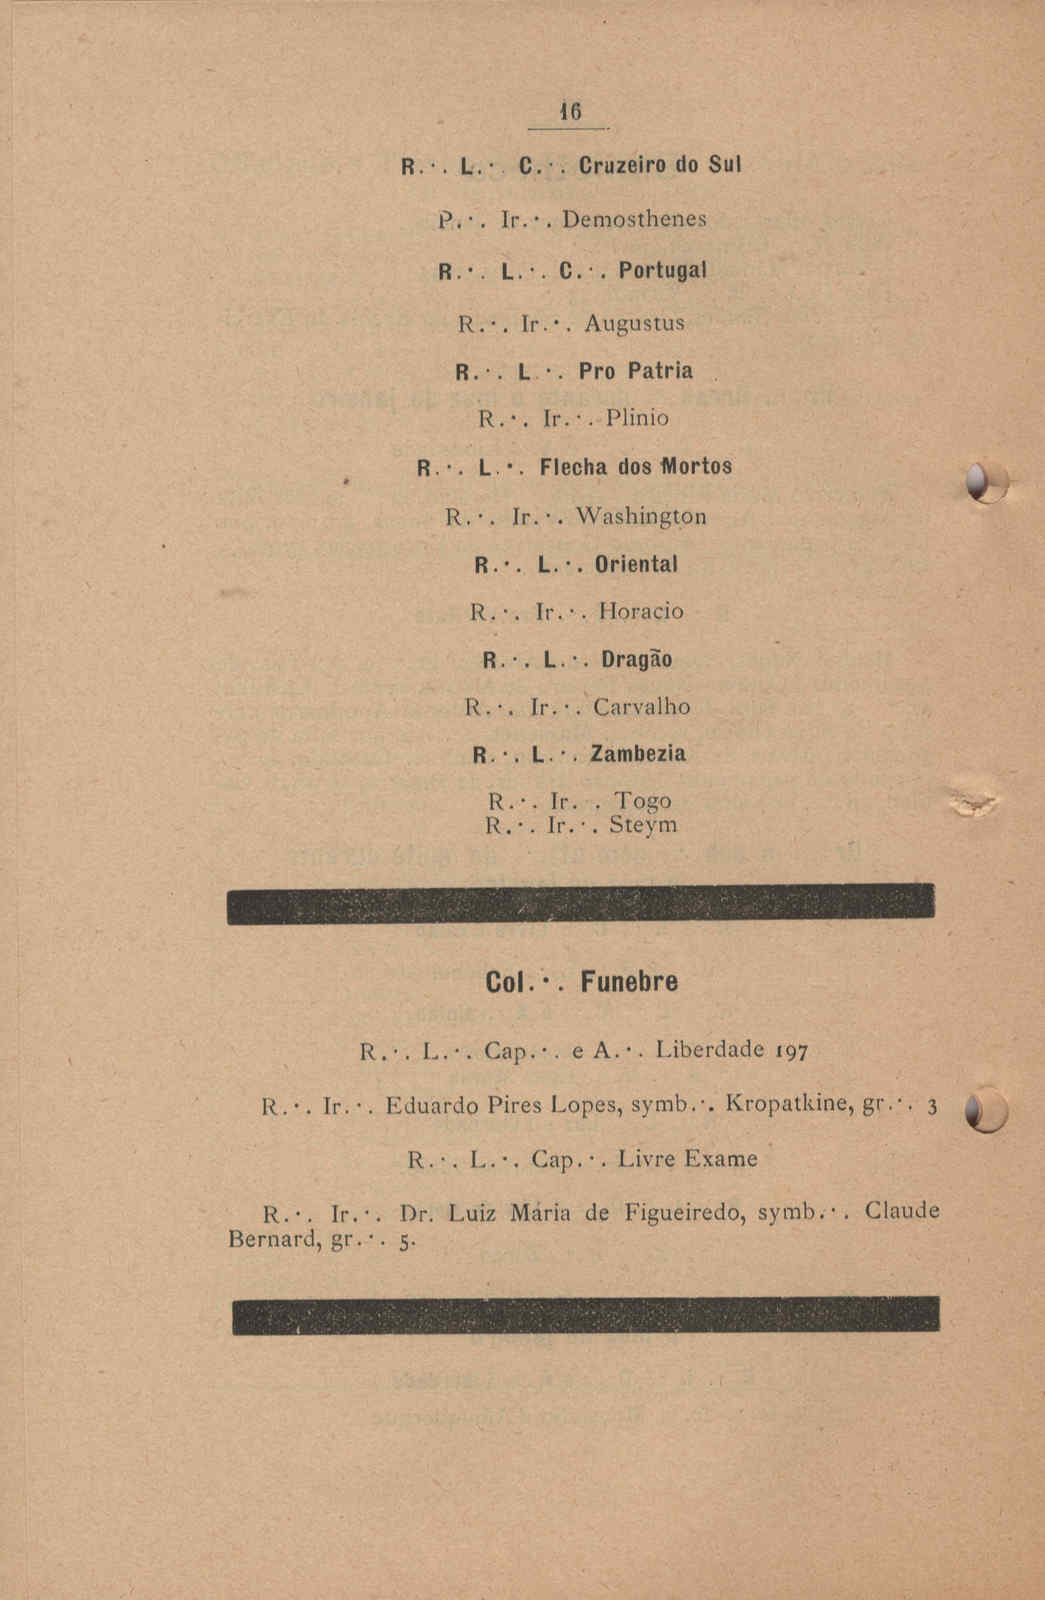 16
R.·. L.·. C.·. Cruzeiro do Sul
P.·. Ir.·. Demosthenes
R.·. L.·. C.·. Portugal
R.·. Ir.·. Augustus
R.·. L.·. Pro Patria
R.·. Ir.·. Plinio
R.·. L.·. Flecha dos Mortos
R.·. Ir.·. Washington
R.·. L.·. Oriental
R.·. Ir.·. Horacio
R.·. L.·. Dragão
R.·. Ir.·. Carvalho
R.·. L.·. Zambezia
R.·. Ir. . Togo
R.·. Ir.·. Steym
Col.·. Funebre
R.·. L.·. Cap.·. e A.·. Liberdade 197
R.·. Ir.·. Eduardo Pires Lopes, symb.·. Kropatkine, gr.·. 3
R.·. L.·. Cap.·. Livre Exame
R.·. Ir.·. Dr. Luiz Mária de Figueiredo, symb.·. Claude
Bernard, gr.·. 5.